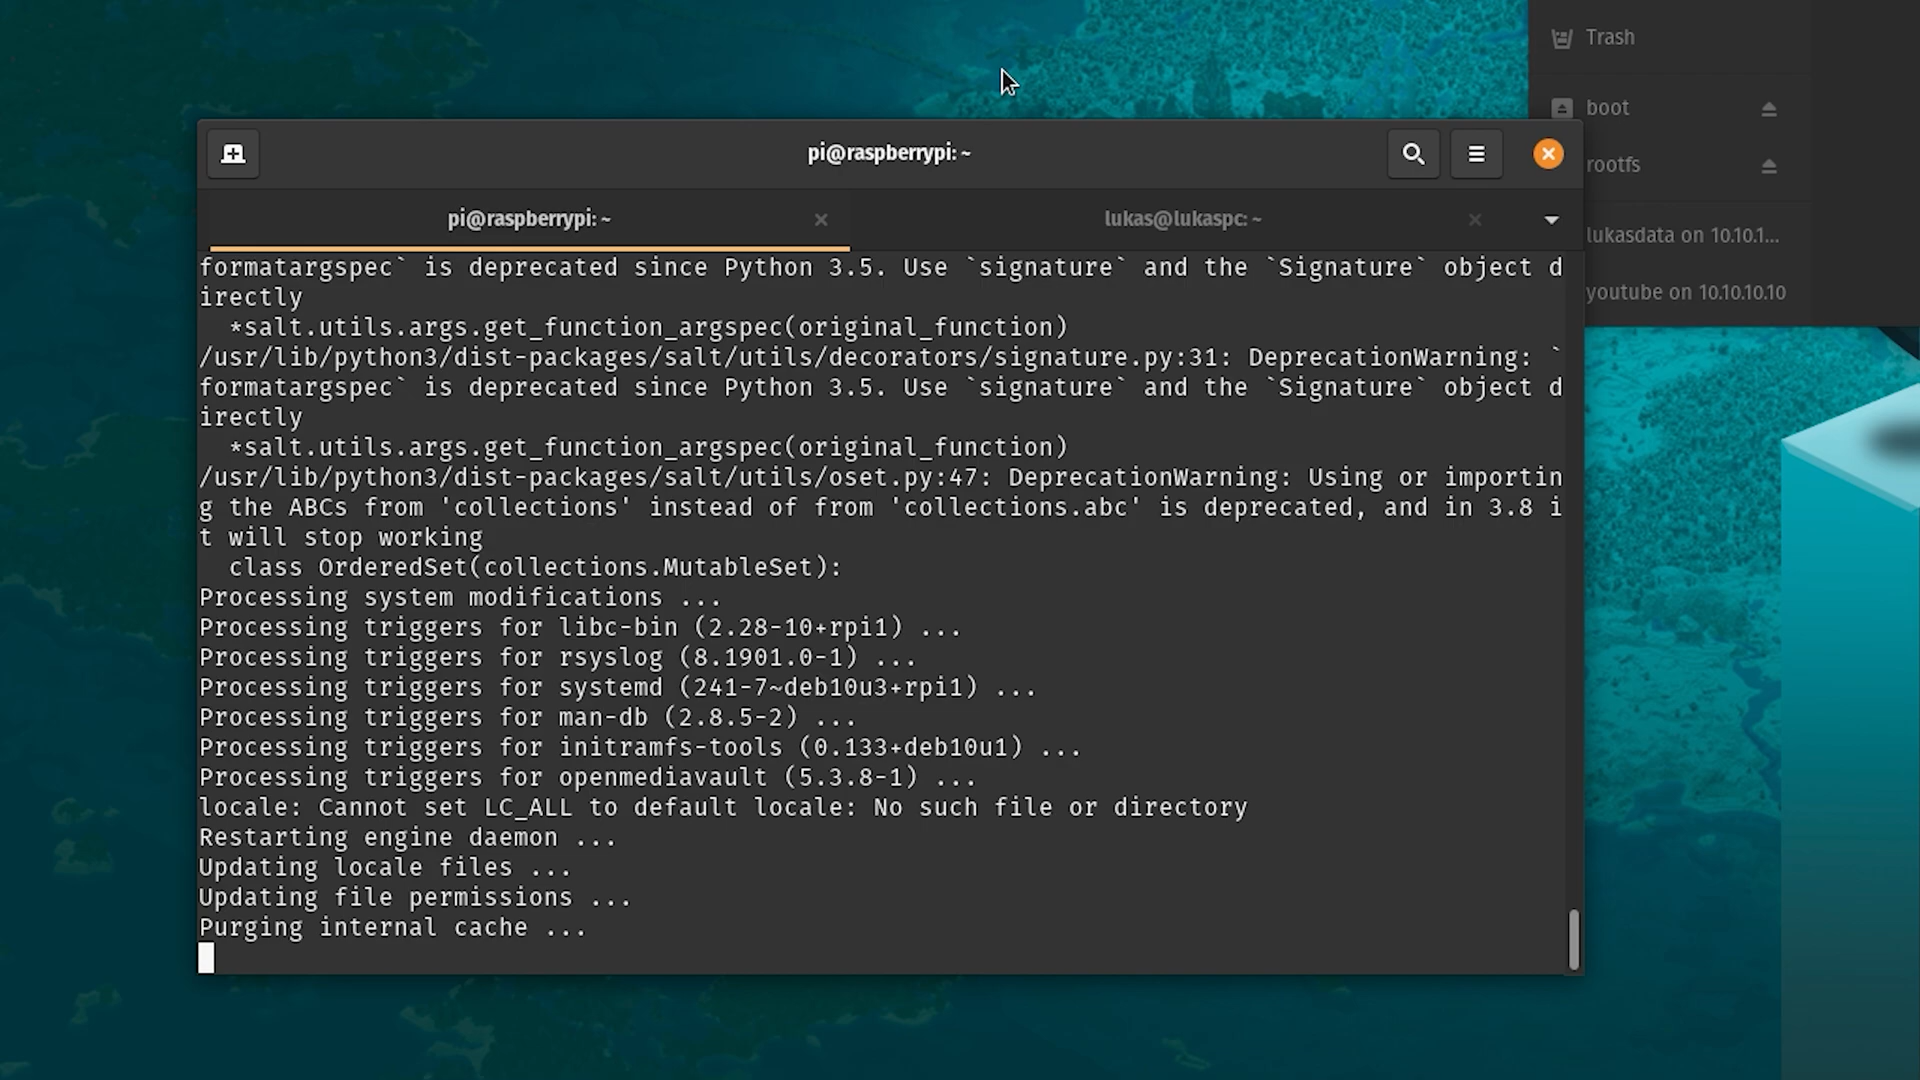 Trash
boot
rootfs
lukasdata on 10.10.1...
youtube on 10.10.10.10
pi@raspberrypi: ~
pi@raspberrypi: ~
lukas@lukaspc: ~
formatargspec` is deprecated since Python 3.5. Use `signature` and the `Signature` object d
irectly
  *salt.utils.args.get_function_argspec(original_function)
/usr/lib/python3/dist-packages/salt/utils/decorators/signature.py:31: DeprecationWarning: `
formatargspec` is deprecated since Python 3.5. Use `signature` and the `Signature` object d
irectly
  *salt.utils.args.get_function_argspec(original_function)
/usr/lib/python3/dist-packages/salt/utils/oset.py:47: DeprecationWarning: Using or importin
g the ABCs from 'collections' instead of from 'collections.abc' is deprecated, and in 3.8 i
t will stop working
  class OrderedSet(collections.MutableSet):
Processing system modifications ...
Processing triggers for libc-bin (2.28-10+rpi1) ...
Processing triggers for rsyslog (8.1901.0-1) ...
Processing triggers for systemd (241-7~deb10u3+rpi1) ...
Processing triggers for man-db (2.8.5-2) ...
Processing triggers for initramfs-tools (0.133+deb10u1) ...
Processing triggers for openmediavault (5.3.8-1) ...
locale: Cannot set LC_ALL to default locale: No such file or directory
Restarting engine daemon ...
Updating locale files ...
Updating file permissions ...
Purging internal cache ...